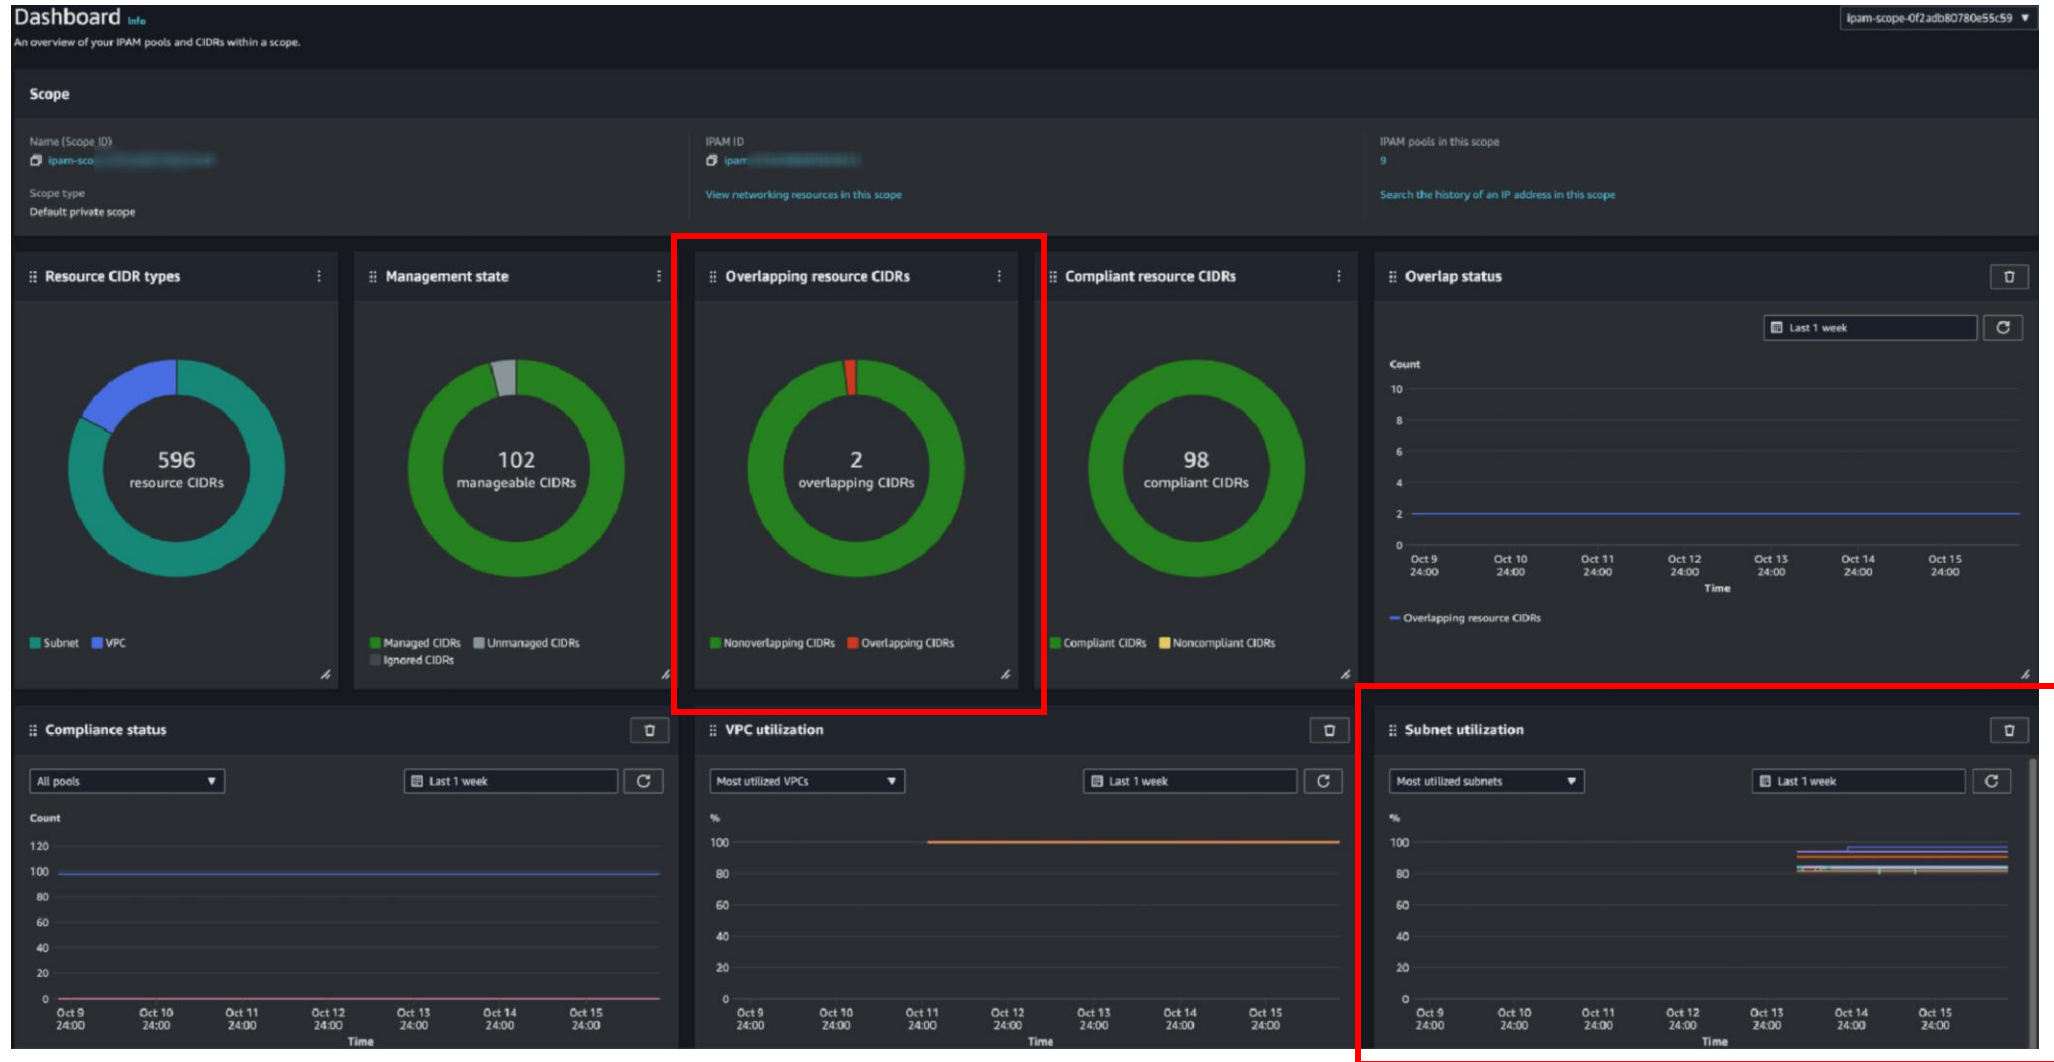 Dashboard Info
ipam-scope-0f2adb80780e55c59
An overview of your IPAM pools and CIDRs within a scope.
Scope
Name (Scope ID)
ipam-sco
Scope type
Default private scope
IPAM ID
ipam
View networking resources in this scope
IPAM pools in this scope
9
Search the history of an IP address in this scope
Resource CIDR types
596
resource CIDRs
Subnet VPC
Management state
102
manageable CIDRs
Managed CIDRs Unmanaged CIDRs
Ignored CIDRs
Overlapping resource CIDRs
2
overlapping CIDRs
Nonoverlapping CIDRs Overlapping CIDRs
Compliant resource CIDRs
98
compliant CIDRs
Compliant CIDRs Noncompliant CIDRs
Overlap status
Last 1 week
Count
10
8
6
4
2
0
Oct 9 Oct 10 Oct 11 Oct 12 Oct 13 Oct 14 Oct 15
24:00 24:00 24:00 24:00 24:00 24:00 24:00
Time
Overlapping resource CIDRs
Compliance status
All pools
Last 1 week
Count
120
100
80
60
40
20
0
Oct 9 Oct 10 Oct 11 Oct 12 Oct 13 Oct 14 Oct 15
24:00 24:00 24:00 24:00 24:00 24:00 24:00
Time
VPC utilization
Most utilized VPCs
Last 1 week
%
100
80
60
40
20
0
Oct 9 Oct 10 Oct 11 Oct 12 Oct 13 Oct 14 Oct 15
24:00 24:00 24:00 24:00 24:00 24:00 24:00
Time
Subnet utilization
Most utilized subnets
Last 1 week
%
100
80
60
40
20
0
Oct 9 Oct 10 Oct 11 Oct 12 Oct 13 Oct 14 Oct 15
24:00 24:00 24:00 24:00 24:00 24:00 24:00
Time